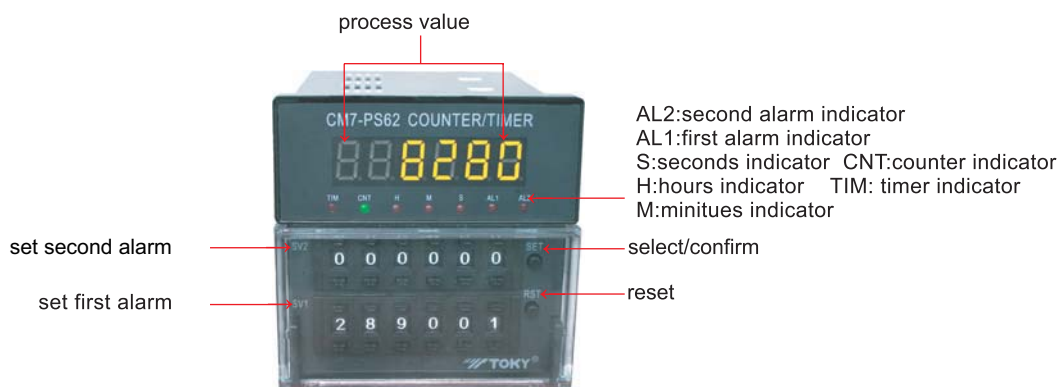 process value
CM7-PS62 COUNTER/TIMER
8280
TIM CNT H M S AL1 AL2
AL2:second alarm indicator
AL1:first alarm indicator
S:seconds indicator CNT:counter indicator
H:hours indicator TIM: timer indicator
M:minitues indicator
set second alarm
SV2
0 0 0 0 0 0
SET
select/confirm
set first alarm
SV1
2 8 9 0 0 1
RST
reset
TOKY®